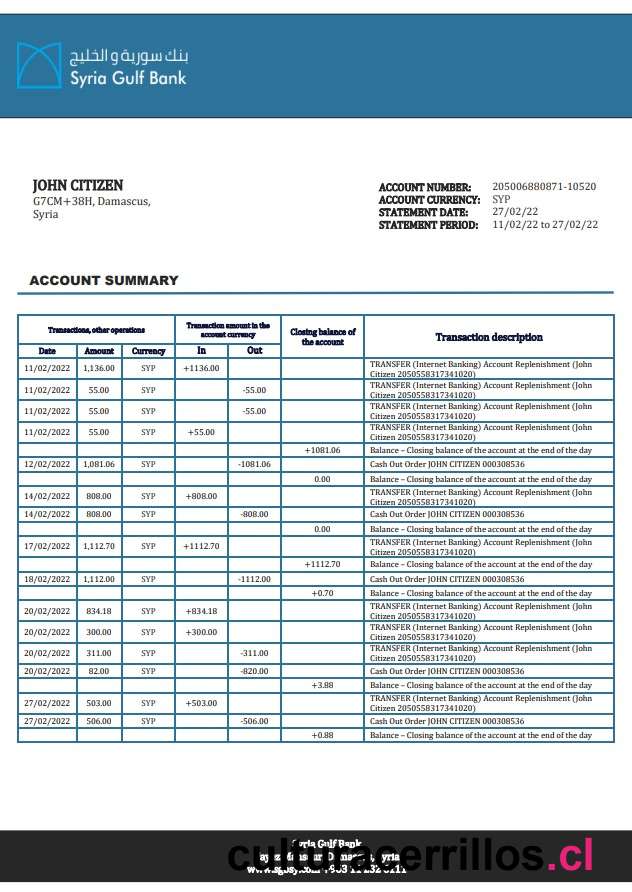 بنك سورية و الخليج
Syria Gulf Bank
JOHN CITIZEN
G7CM+38H, Damascus,
Syria
ACCOUNT NUMBER: 205006880871-10520
ACCOUNT CURRENCY: SYP
STATEMENT DATE: 27/02/22
STATEMENT PERIOD: 11/02/22 to 27/02/22
ACCOUNT SUMMARY
Transactions, other operations
Transaction amount in the
account currency
Closing balance of
the account
Transaction description
Date Amount Currency In Out
11/02/2022 1,136.00 SYP +1136.00 TRANSFER (Internet Banking) Account Replenishment (John
Citizen 2050558317341020)
11/02/2022 55.00 SYP -55.00 TRANSFER (Internet Banking) Account Replenishment (John
Citizen 2050558317341020)
11/02/2022 55.00 SYP -55.00 TRANSFER (Internet Banking) Account Replenishment (John
Citizen 2050558317341020)
11/02/2022 55.00 SYP +55.00 TRANSFER (Internet Banking) Account Replenishment (John
Citizen 2050558317341020)
+1081.06 Balance – Closing balance of the account at the end of the day
12/02/2022 1,081.06 SYP -1081.06 Cash Out Order JOHN CITIZEN 000308536
0.00 Balance – Closing balance of the account at the end of the day
14/02/2022 808.00 SYP +808.00 TRANSFER (Internet Banking) Account Replenishment (John
Citizen 2050558317341020)
14/02/2022 808.00 SYP -808.00 Cash Out Order JOHN CITIZEN 000308536
0.00 Balance – Closing balance of the account at the end of the day
17/02/2022 1,112.70 SYP +1112.70 TRANSFER (Internet Banking) Account Replenishment (John
Citizen 2050558317341020)
+1112.70 Balance – Closing balance of the account at the end of the day
18/02/2022 1,112.00 SYP -1112.00 Cash Out Order JOHN CITIZEN 000308536
+0.70 Balance – Closing balance of the account at the end of the day
20/02/2022 834.18 SYP +834.18 TRANSFER (Internet Banking) Account Replenishment (John
Citizen 2050558317341020)
20/02/2022 300.00 SYP +300.00 TRANSFER (Internet Banking) Account Replenishment (John
Citizen 2050558317341020)
20/02/2022 311.00 SYP -311.00 TRANSFER (Internet Banking) Account Replenishment (John
Citizen 2050558317341020)
20/02/2022 82.00 SYP -820.00 Cash Out Order JOHN CITIZEN 000308536
+3.88 Balance – Closing balance of the account at the end of the day
27/02/2022 503.00 SYP +503.00 TRANSFER (Internet Banking) Account Replenishment (John
Citizen 2050558317341020)
27/02/2022 506.00 SYP -506.00 Cash Out Order JOHN CITIZEN 000308536
+0.88 Balance – Closing balance of the account at the end of the day
Syria Gulf Bank
culturacerrillos.cl